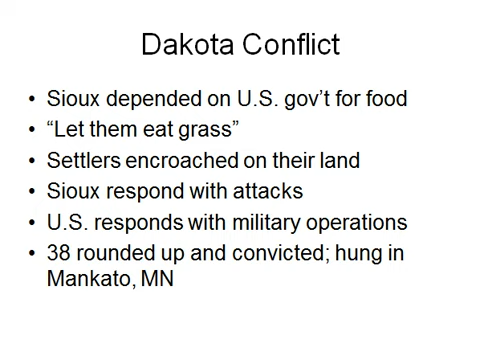 Dakota Conflict
• Sioux depended on U.S. gov’t for food
• “Let them eat grass”
• Settlers encroached on their land
• Sioux respond with attacks
• U.S. responds with military operations
• 38 rounded up and convicted; hung in
Mankato, MN